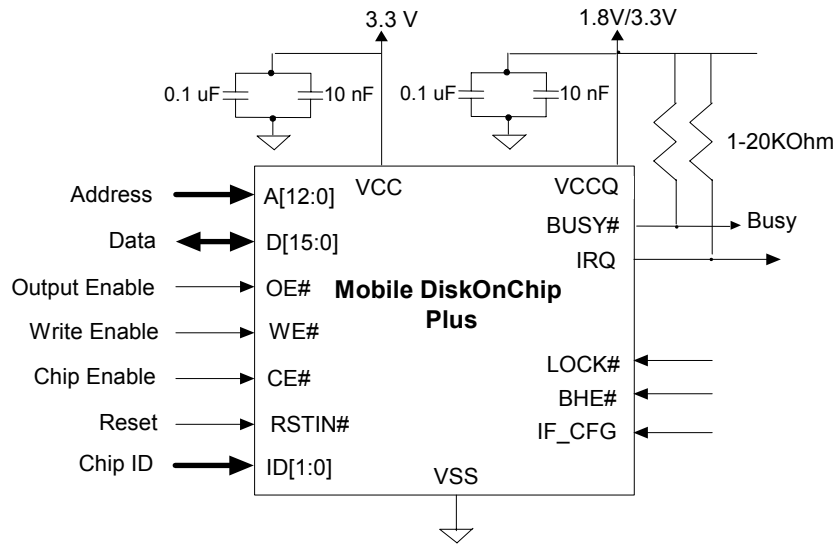 3.3 V
1.8V/3.3V
0.1 uF
10 nF
0.1 uF
10 nF
1-20KOhm
VCC
VCCQ
Address
A[12:0]
BUSY#
Busy
Data
D[15:0]
IRQ
Output Enable
OE#
Mobile DiskOnChip
Plus
Write Enable
WE#
LOCK#
Chip Enable
CE#
BHE#
Reset
RSTIN#
IF_CFG
Chip ID
ID[1:0]
VSS